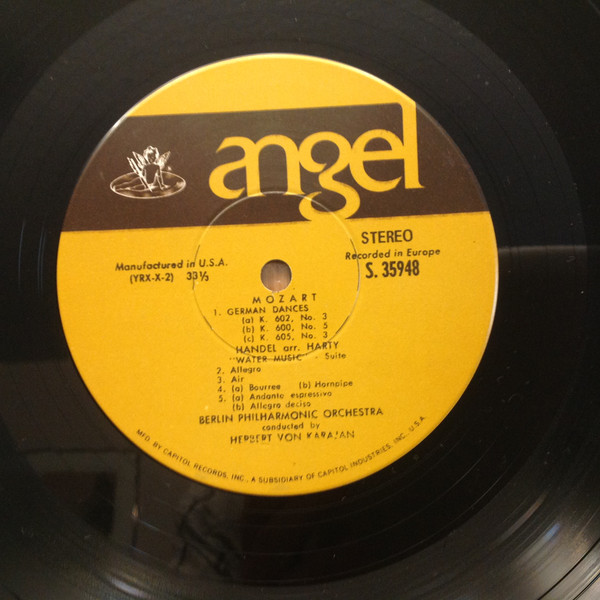 angel
STEREO
Recorded in Europe
S. 35948
Manufactured in U.S.A.
(YRX-X-2) 33⅓
MOZART
1. GERMAN DANCES
(a) K. 602, No. 3
(b) K. 600, No. 5
(c) K. 605, No. 3
HANDEL arr. HARTY
"WATER MUSIC" - Suite
2. Allegro
3. Air
4. (a) Bourree (b) Hornpipe
5. (a) Andante espressivo
(b) Allegro deciso
BERLIN PHILHARMONIC ORCHESTRA
conducted by
HERBERT VON KARAJAN
MFD. BY CAPITOL RECORDS, INC., A SUBSIDIARY OF CAPITOL INDUSTRIES, INC. U.S.A.